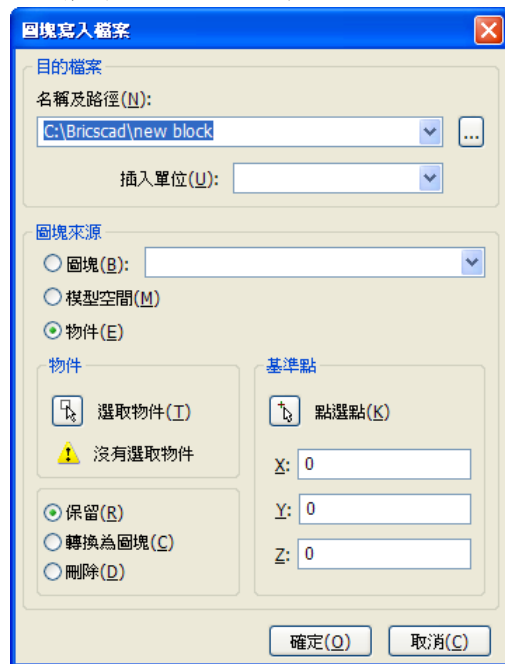 圖塊寫入檔案
目的檔案
名稱及路徑(N):
C:\Bricscad\new block
...
插入單位(U):
圖塊來源
圖塊(B):
模型空間(M)
物件(E)
物件
選取物件(T)
沒有選取物件
保留(R)
轉換為圖塊(C)
刪除(D)
基準點
點選點(K)
X: 0
Y: 0
Z: 0
確定(O) 取消(C)